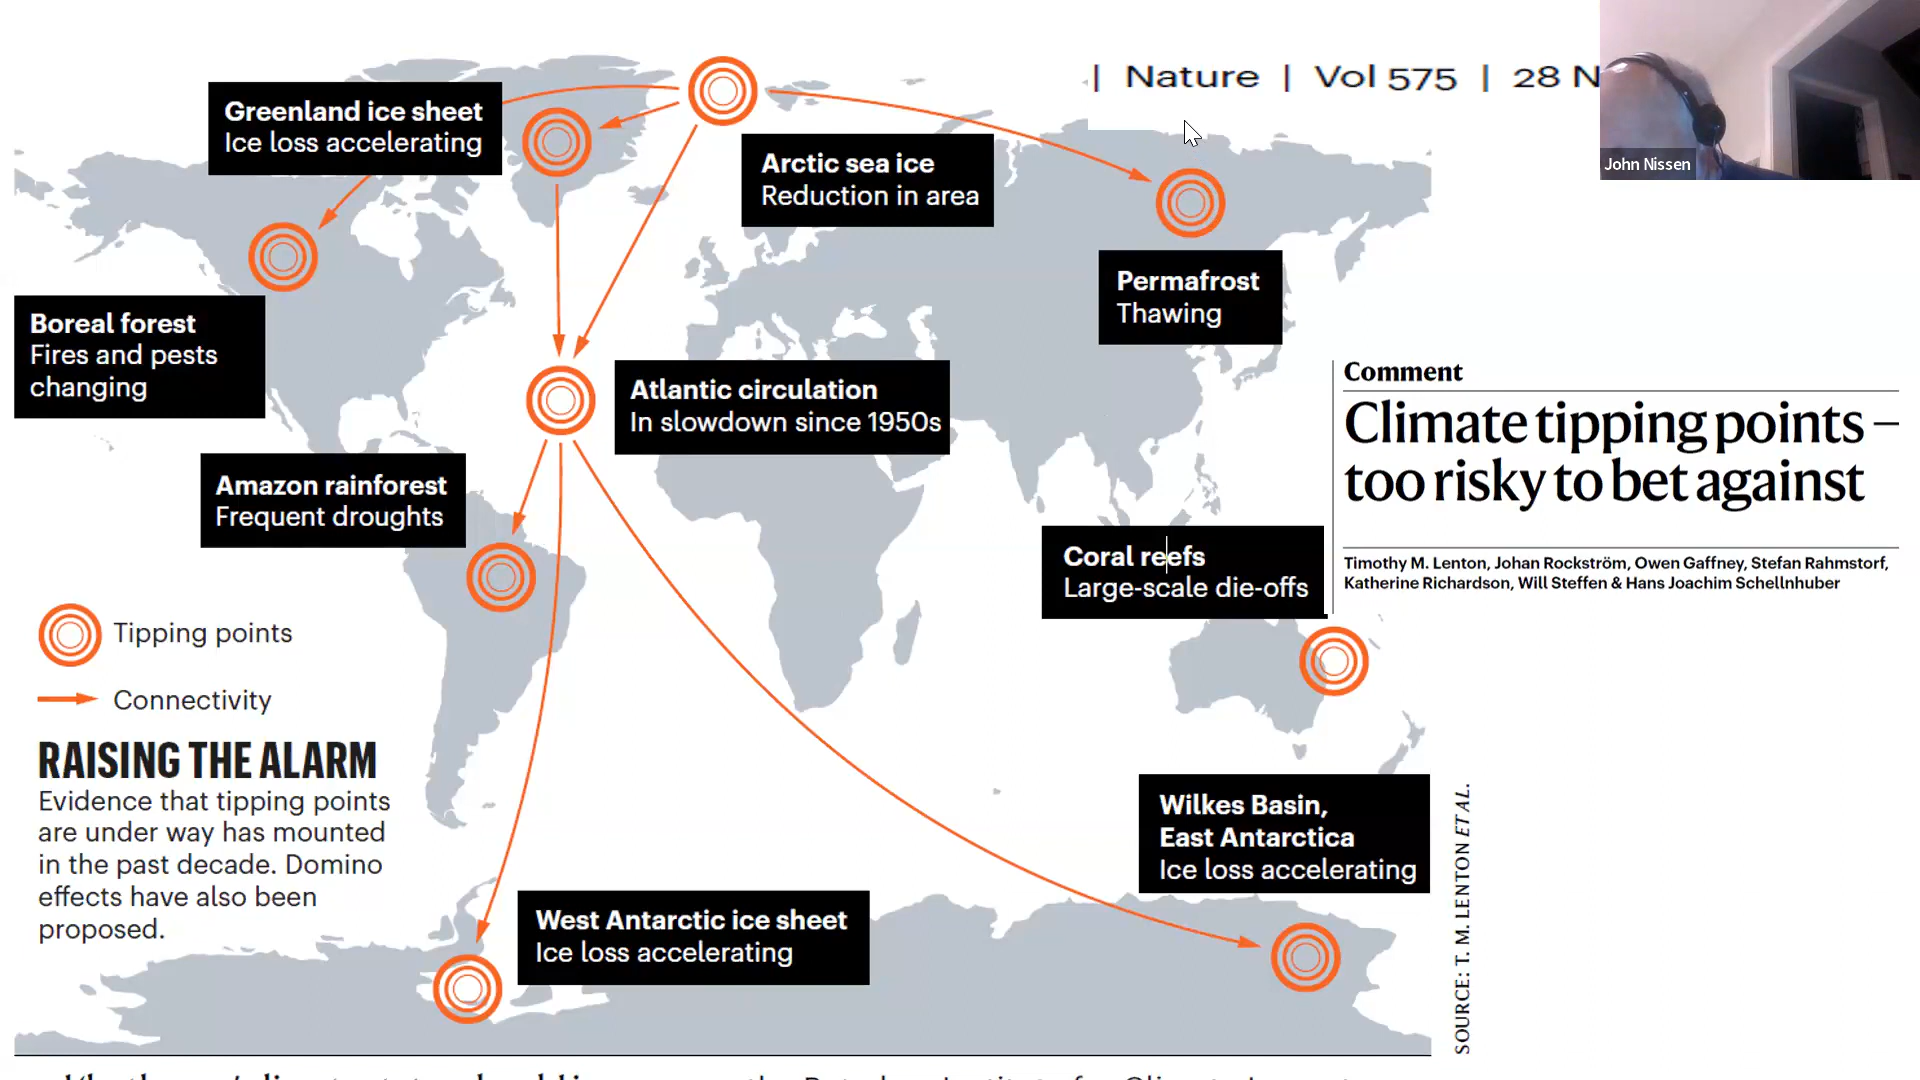 | Nature | Vol 575 | 28 N
John Nissen
Greenland ice sheet
Ice loss accelerating
Arctic sea ice
Reduction in area
Permafrost
Thawing
Boreal forest
Fires and pests
changing
Atlantic circulation
In slowdown since 1950s
Comment
Climate tipping points –
too risky to bet against
Timothy M. Lenton, Johan Rockström, Owen Gaffney, Stefan Rahmstorf,
Katherine Richardson, Will Steffen & Hans Joachim Schellnhuber
Amazon rainforest
Frequent droughts
Coral reefs
Large-scale die-offs
Tipping points
Connectivity
RAISING THE ALARM
Evidence that tipping points
are under way has mounted
in the past decade. Domino
effects have also been
proposed.
Wilkes Basin,
East Antarctica
Ice loss accelerating
West Antarctic ice sheet
Ice loss accelerating
SOURCE: T. M. LENTON ET AL.